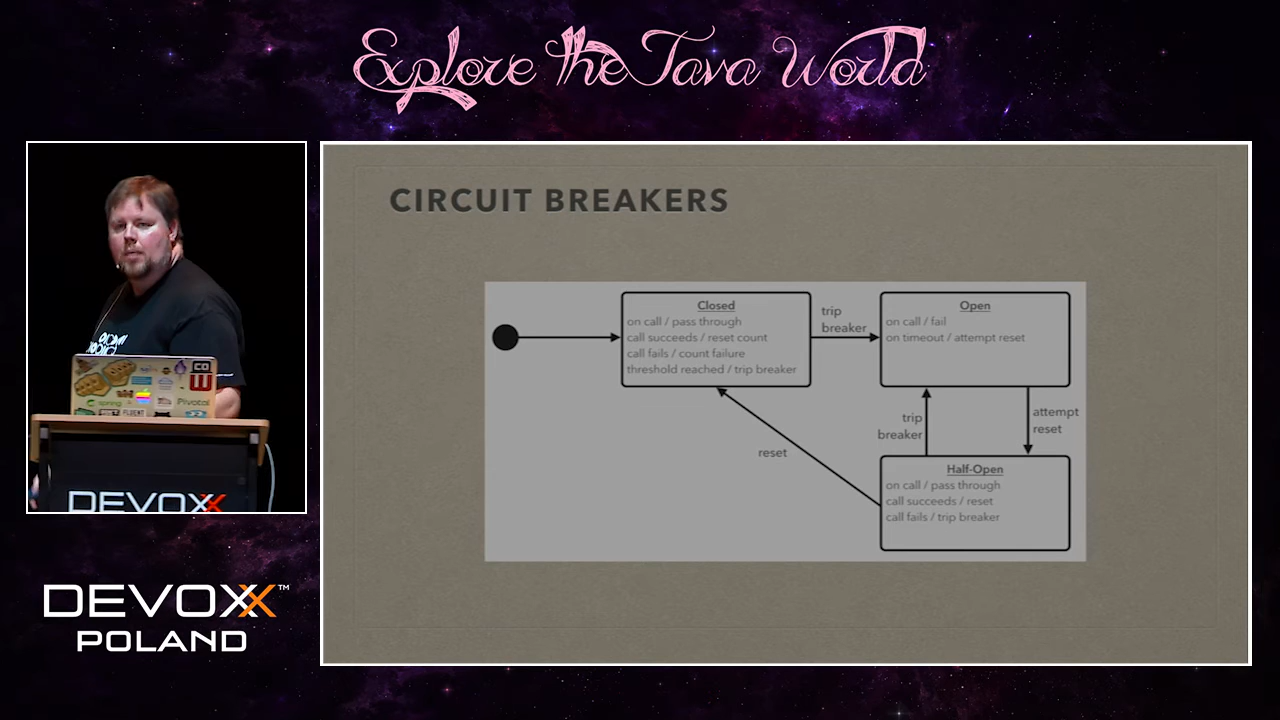 Explore the Java World
CIRCUIT BREAKERS
Closed
on call / pass through
call succeeds / reset count
call fails / count failure
threshold reached / trip breaker
trip
breaker
Open
on call / fail
on timeout / attempt reset
trip
breaker
attempt
reset
reset
Half-Open
on call / pass through
call succeeds / reset
call fails / trip breaker
spring
FLUENT
Pivotal
DEVOXX
DEVOXX™
POLAND